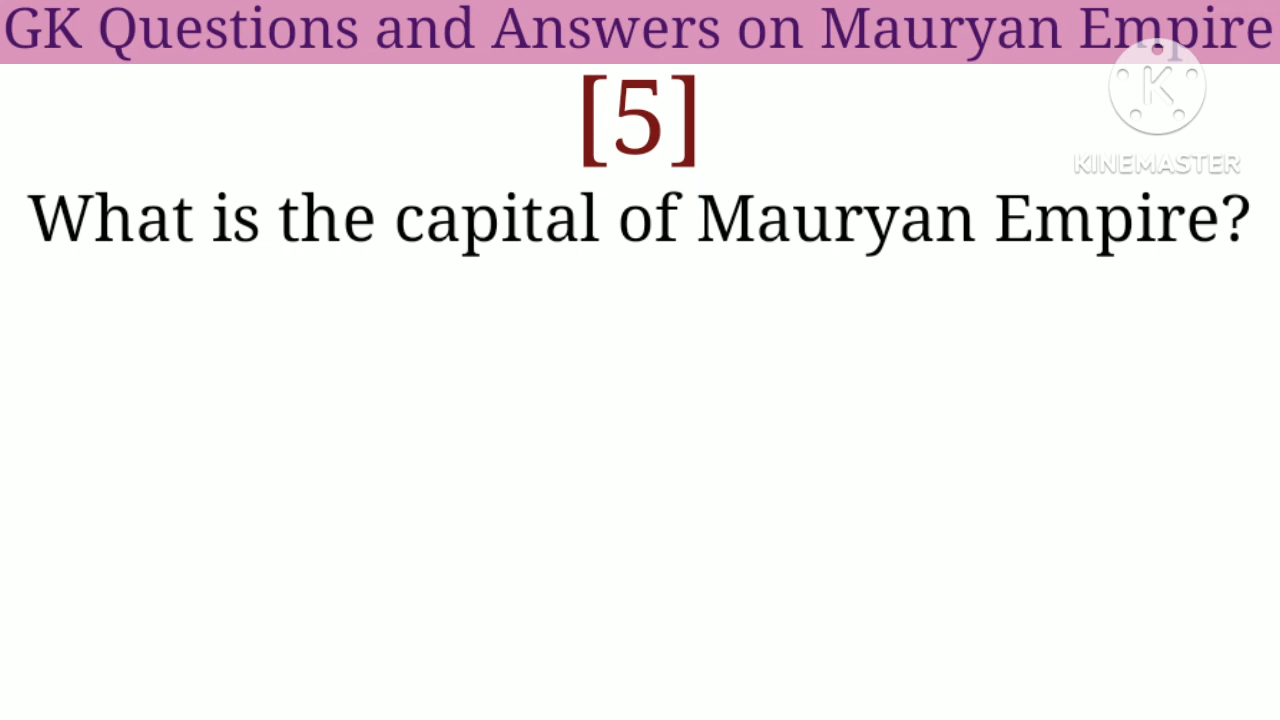 GK Questions and Answers on Mauryan Empire
[5]
K
KINEMASTER
What is the capital of Mauryan Empire?